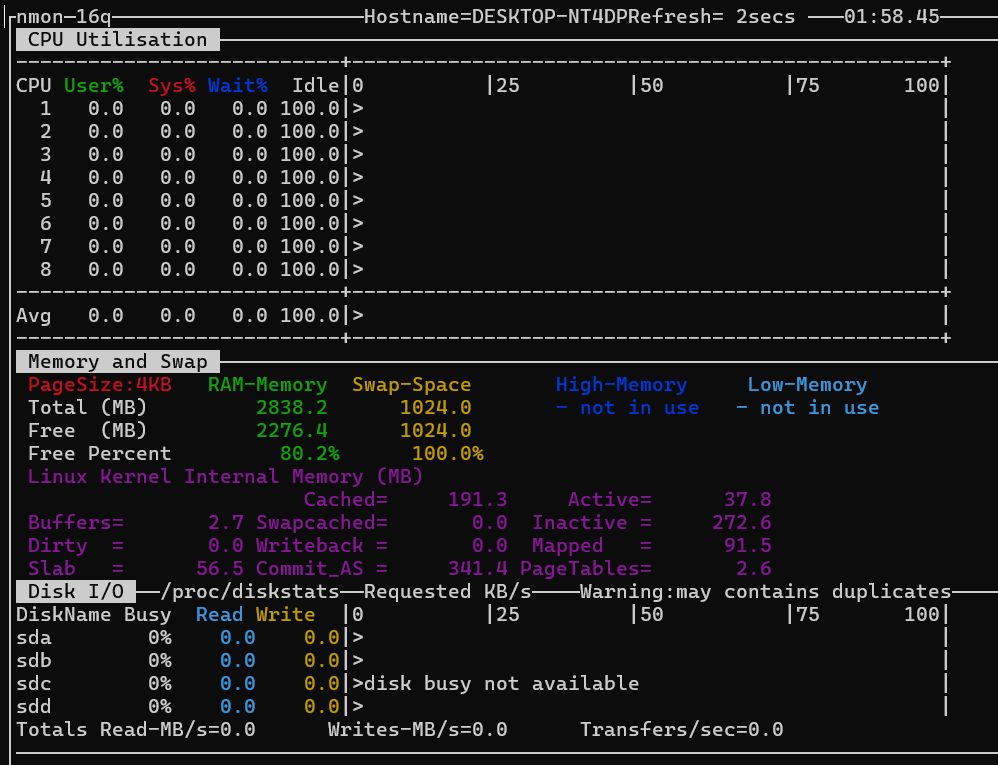 nmon─16q─────────────────────Hostname=DESKTOP-NT4DPRefresh= 2secs ───01:58.45────
CPU Utilisation
---------------------------+-------------------------------------------------+
CPU User%  Sys% Wait%  Idle|0          |25         |50          |75       100|
1   0.0   0.0   0.0 100.0|>                                                |
2   0.0   0.0   0.0 100.0|>                                                |
3   0.0   0.0   0.0 100.0|>                                                |
4   0.0   0.0   0.0 100.0|>                                                |
5   0.0   0.0   0.0 100.0|>                                                |
6   0.0   0.0   0.0 100.0|>                                                |
7   0.0   0.0   0.0 100.0|>                                                |
8   0.0   0.0   0.0 100.0|>                                                |
---------------------------+-------------------------------------------------+
Avg   0.0   0.0   0.0 100.0|>                                                |
---------------------------+-------------------------------------------------+
Memory and Swap
PageSize:4KB   RAM-Memory  Swap-Space       High-Memory     Low-Memory
Total (MB)         2838.2      1024.0       - not in use   - not in use
Free  (MB)         2276.4      1024.0
Free Percent         80.2%      100.0%
Linux Kernel Internal Memory (MB)
Cached=     191.3     Active=      37.8
Buffers=       2.7 Swapcached=       0.0  Inactive =     272.6
Dirty  =       0.0 Writeback =       0.0  Mapped   =      91.5
Slab   =      56.5 Commit_AS =     341.4 PageTables=       2.6
Disk I/O ──/proc/diskstats──Requested KB/s────Warning:may contains duplicates────
DiskName Busy  Read Write  |0          |25         |50          |75       100|
sda        0%    0.0    0.0|>                                                |
sdb        0%    0.0    0.0|>                                                |
sdc        0%    0.0    0.0|>disk busy not available                         |
sdd        0%    0.0    0.0|>                                                |
Totals Read-MB/s=0.0      Writes-MB/s=0.0      Transfers/sec=0.0